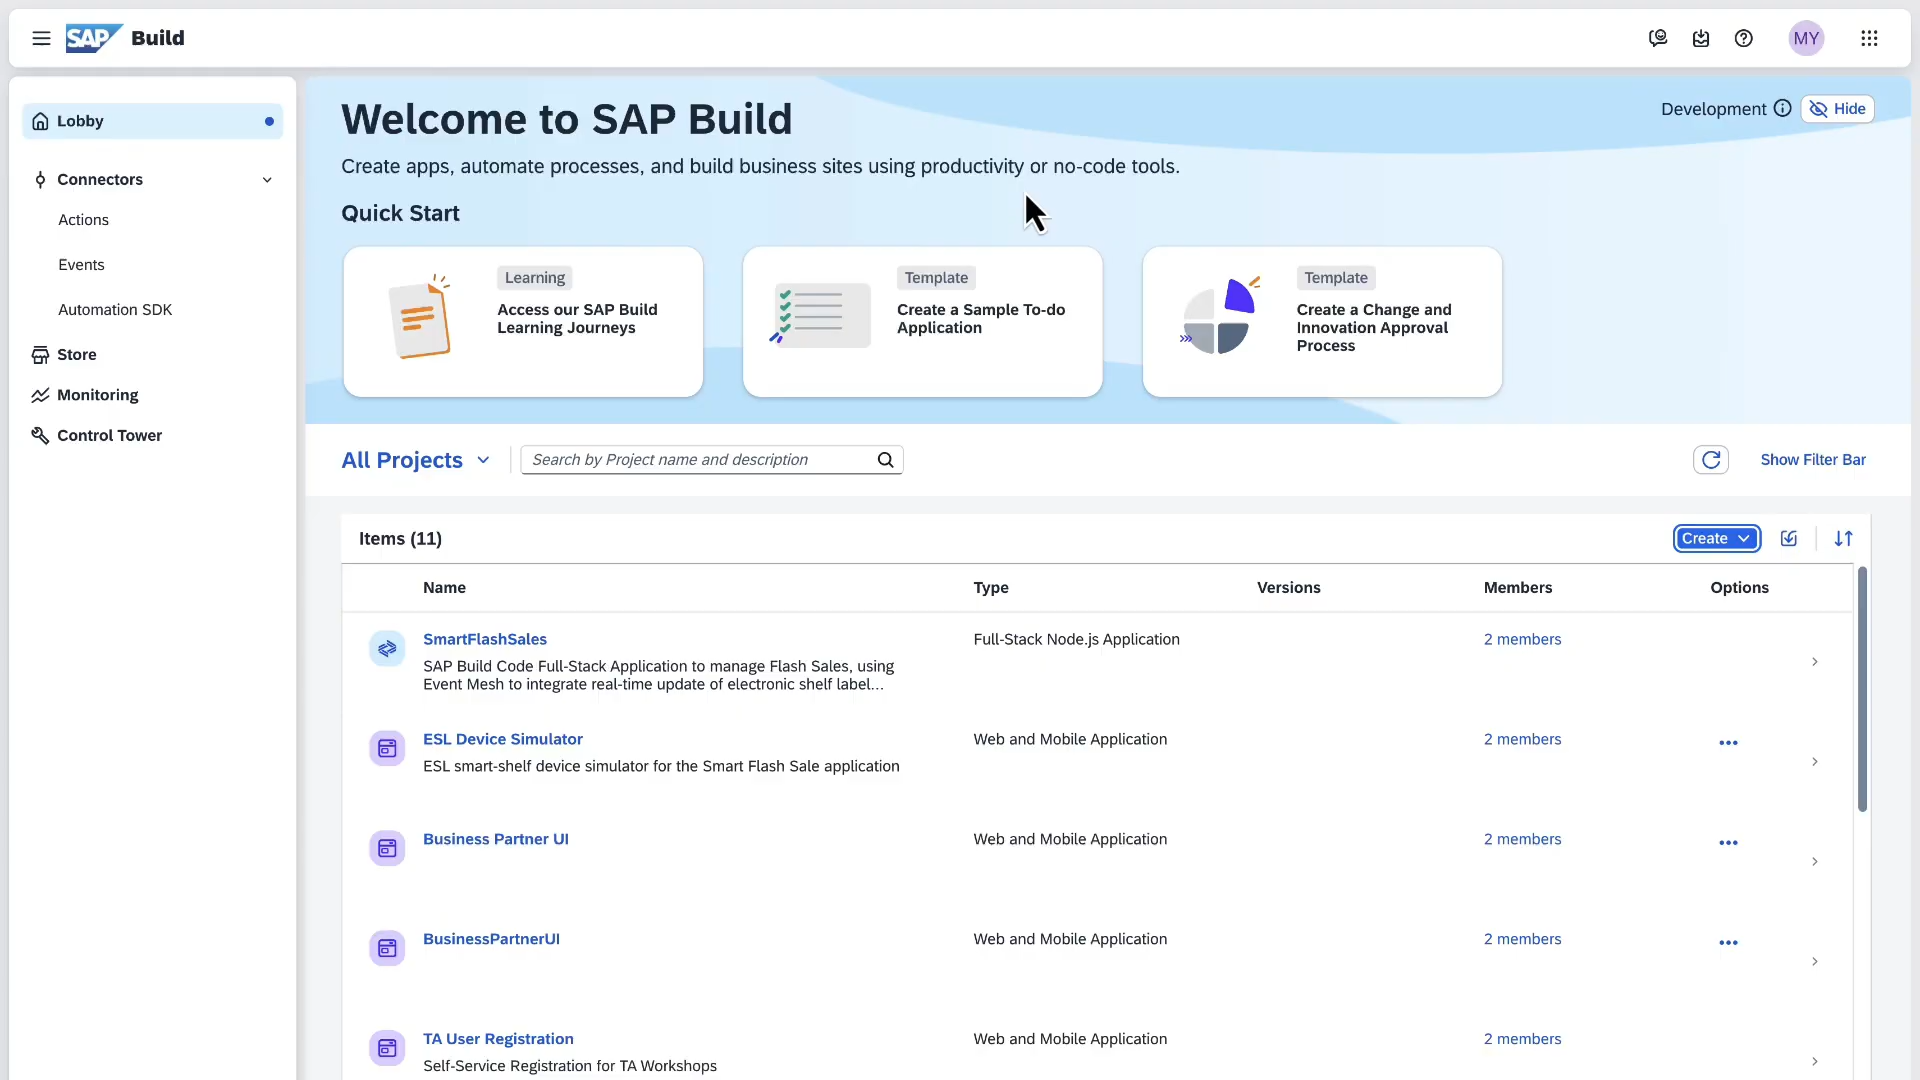 SAP Build
MY
Lobby
Connectors
Actions
Events
Automation SDK
Store
Monitoring
Control Tower
Welcome to SAP Build
Development
Hide
Create apps, automate processes, and build business sites using productivity or no-code tools.
Quick Start
Learning
Access our SAP Build
Learning Journeys
Template
Create a Sample To-do
Application
Template
Create a Change and
Innovation Approval
Process
All Projects
Search by Project name and description
Show Filter Bar
Items (11)
Create
Name Type Versions Members Options
SmartFlashSales Full-Stack Node.js Application 2 members
SAP Build Code Full-Stack Application to manage Flash Sales, using
Event Mesh to integrate real-time update of electronic shelf label...
ESL Device Simulator Web and Mobile Application 2 members
ESL smart-shelf device simulator for the Smart Flash Sale application
Business Partner UI Web and Mobile Application 2 members
BusinessPartnerUI Web and Mobile Application 2 members
TA User Registration Web and Mobile Application 2 members
Self-Service Registration for TA Workshops